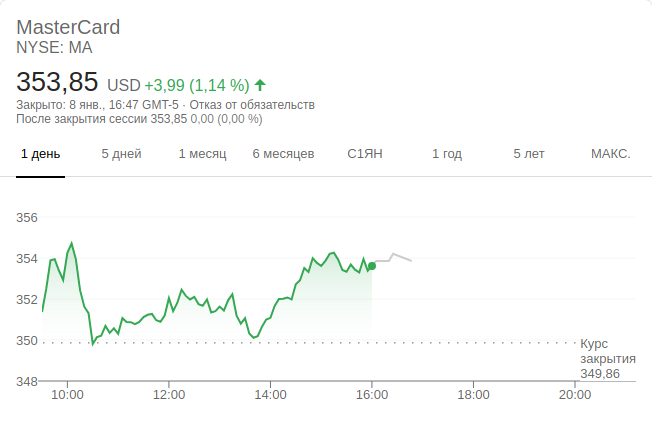 MasterCard
NYSE: MA
353,85 USD +3,99 (1,14 %)
Закрыто: 8 янв., 16:47 GMT-5 · Отказ от обязательств
После закрытия сессии 353,85 0,00 (0,00 %)
1 день 5 дней 1 месяц 6 месяцев С1ЯН 1 год 5 лет МАКС.
356
354
352
350
348
Курс
закрытия
349,86
10:00 12:00 14:00 16:00 18:00 20:00